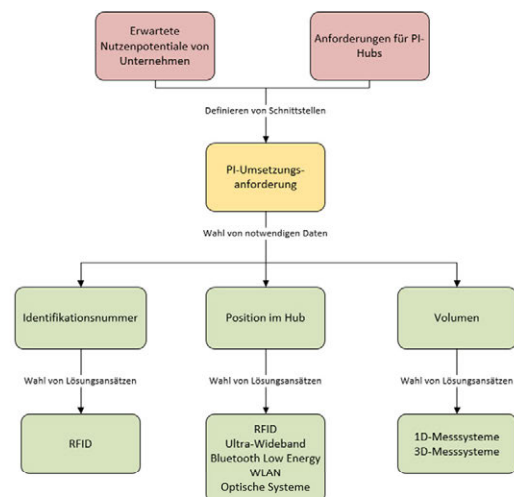 Erwartete
Nutzenpotentiale von
Unternehmen
Anforderungen für PI-
Hubs
Definieren von Schnittstellen
PI-Umsetzungs-
anforderung
Wahl von notwendigen Daten
Identifikationsnummer
Position im Hub
Volumen
Wahl von Lösungsansätzen
Wahl von Lösungsansätzen
Wahl von Lösungsansätzen
RFID
RFID
Ultra-Wideband
Bluetooth Low Energy
WLAN
Optische Systeme
1D-Messsysteme
3D-Messsysteme